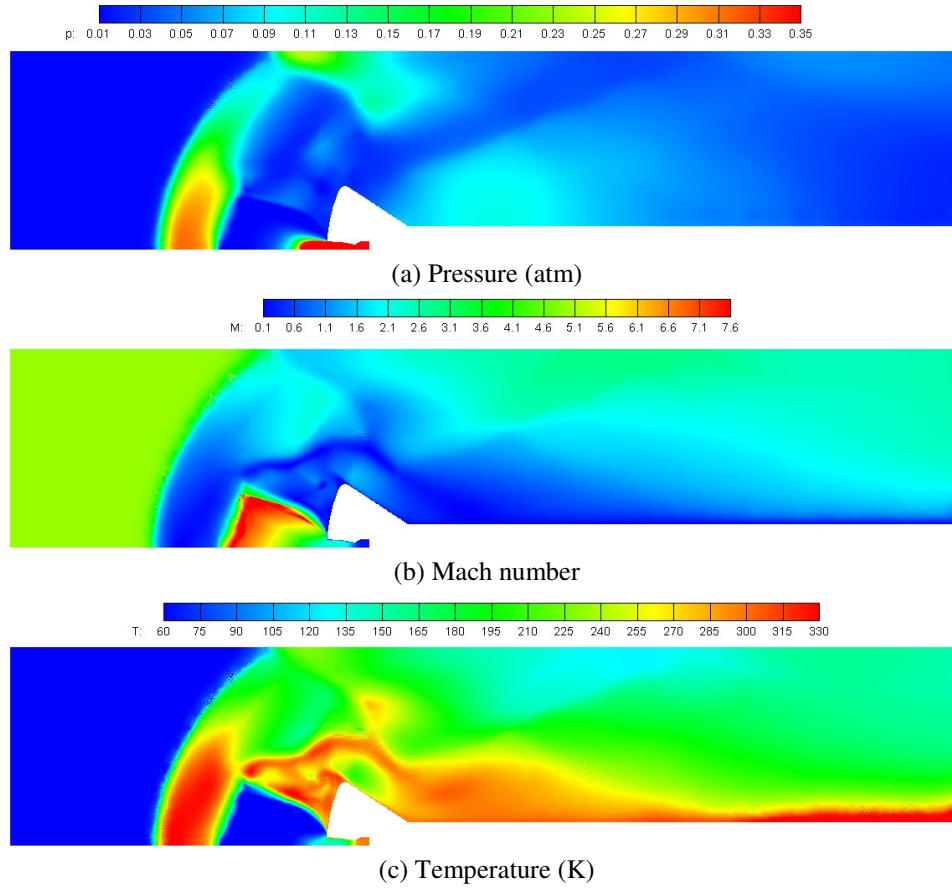 p: 0.01 0.03 0.05 0.07 0.09 0.11 0.13 0.15 0.17 0.19 0.21 0.23 0.25 0.27 0.29 0.31 0.33 0.35
(a) Pressure (atm)
M: 0.1 0.6 1.1 1.6 2.1 2.6 3.1 3.6 4.1 4.6 5.1 5.6 6.1 6.6 7.1 7.6
(b) Mach number
T: 60 75 90 105 120 135 150 165 180 195 210 225 240 255 270 285 300 315 330
(c) Temperature (K)